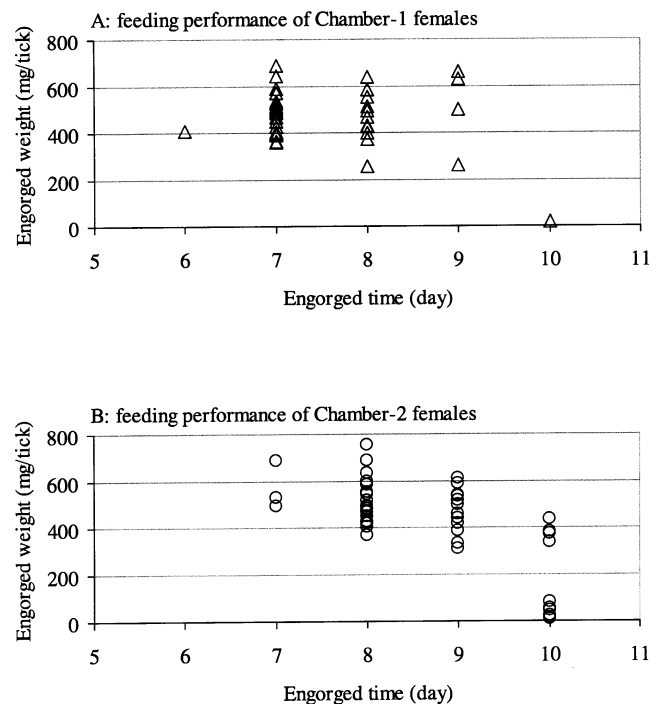 A: feeding performance of Chamber-1 females
Engorged weight (mg/tick)
800
600
400
200
0
5 6 7 8 9 10 11
Engorged time (day)
B: feeding performance of Chamber-2 females
Engorged weight (mg/tick)
800
600
400
200
0
5 6 7 8 9 10 11
Engorged time (day)